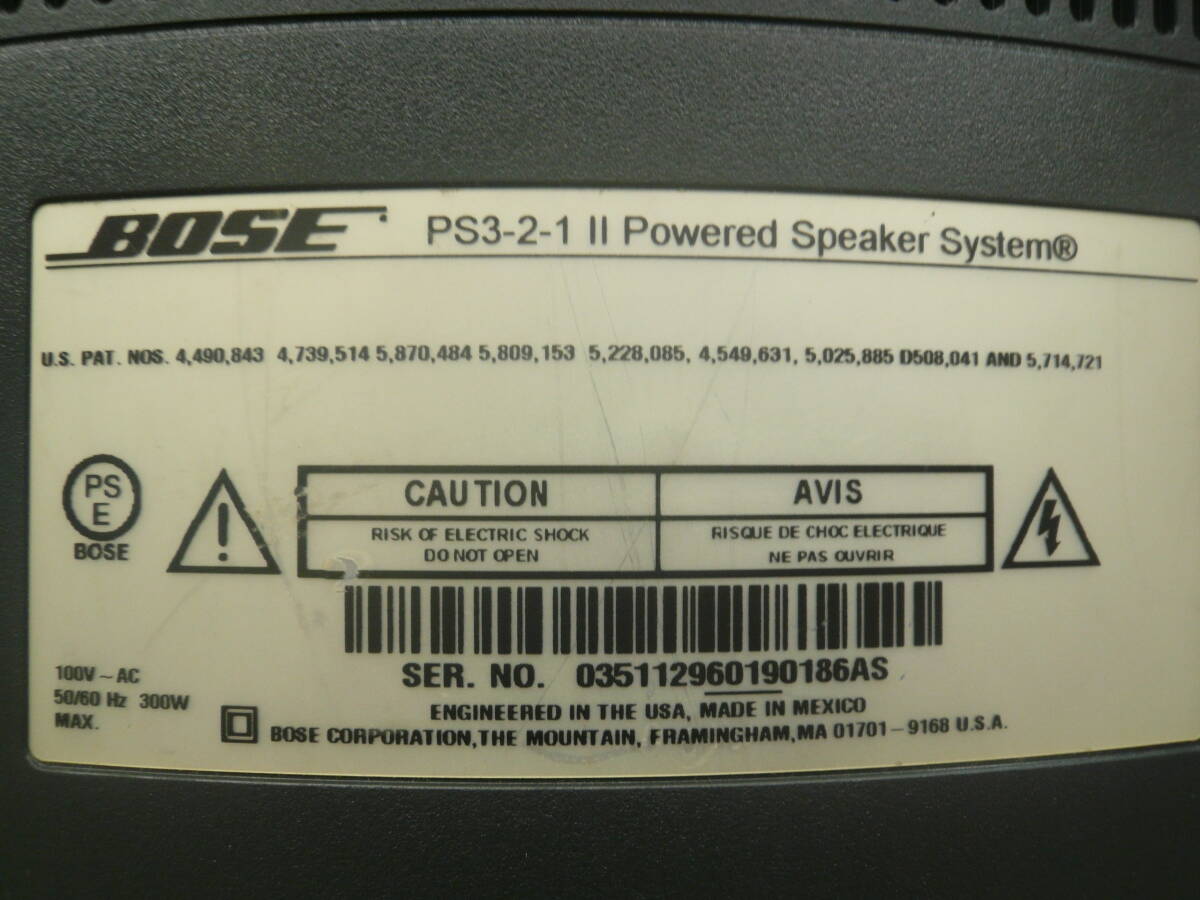 BOSE PS3-2-1 II Powered Speaker System®
U.S. PAT. NOS. 4,490,843 4,739,514 5,870,484 5,809,153 5,228,085, 4,549,631, 5,025,885 D508,041 AND 5,714,721
PS
E
BOSE
CAUTION
RISK OF ELECTRIC SHOCK
DO NOT OPEN
AVIS
RISQUE DE CHOC ELECTRIQUE
NE PAS OUVRIR
SER. NO. 035112960190186AS
100V ~ AC
50/60 Hz 300W
MAX.
ENGINEERED IN THE USA, MADE IN MEXICO
BOSE CORPORATION,THE MOUNTAIN, FRAMINGHAM,MA 01701-9168 U.S.A.